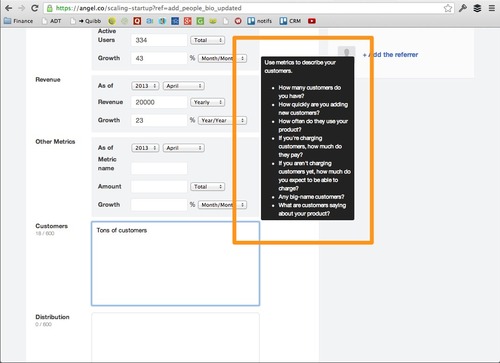 https://angel.co/scaling-startup?ref=add_people_bio_updated
Finance
ADT
→ Quibb
notifs
CRM
Active
Users
334
Total
Growth
43
%
Month/Month
Revenue
As of
2013
April
Revenue
20000
Yearly
Growth
23
%
Year/Year
Other Metrics
As of
2013
April
Metric
name
Amount
Total
Growth
%
Month/Month
Customers
18 / 600
Tons of customers
Distribution
0 / 600
Use metrics to describe your
customers.
• How many customers do
you have?
• How quickly are you adding
new customers?
• How often do they use your
product?
• If you're charging
customers, how much do
they pay?
• If you aren't charging
customers yet, how much do
you expect to be able to
charge?
• Any big-name customers?
• What are customers saying
about your product?
+ Add the referrer